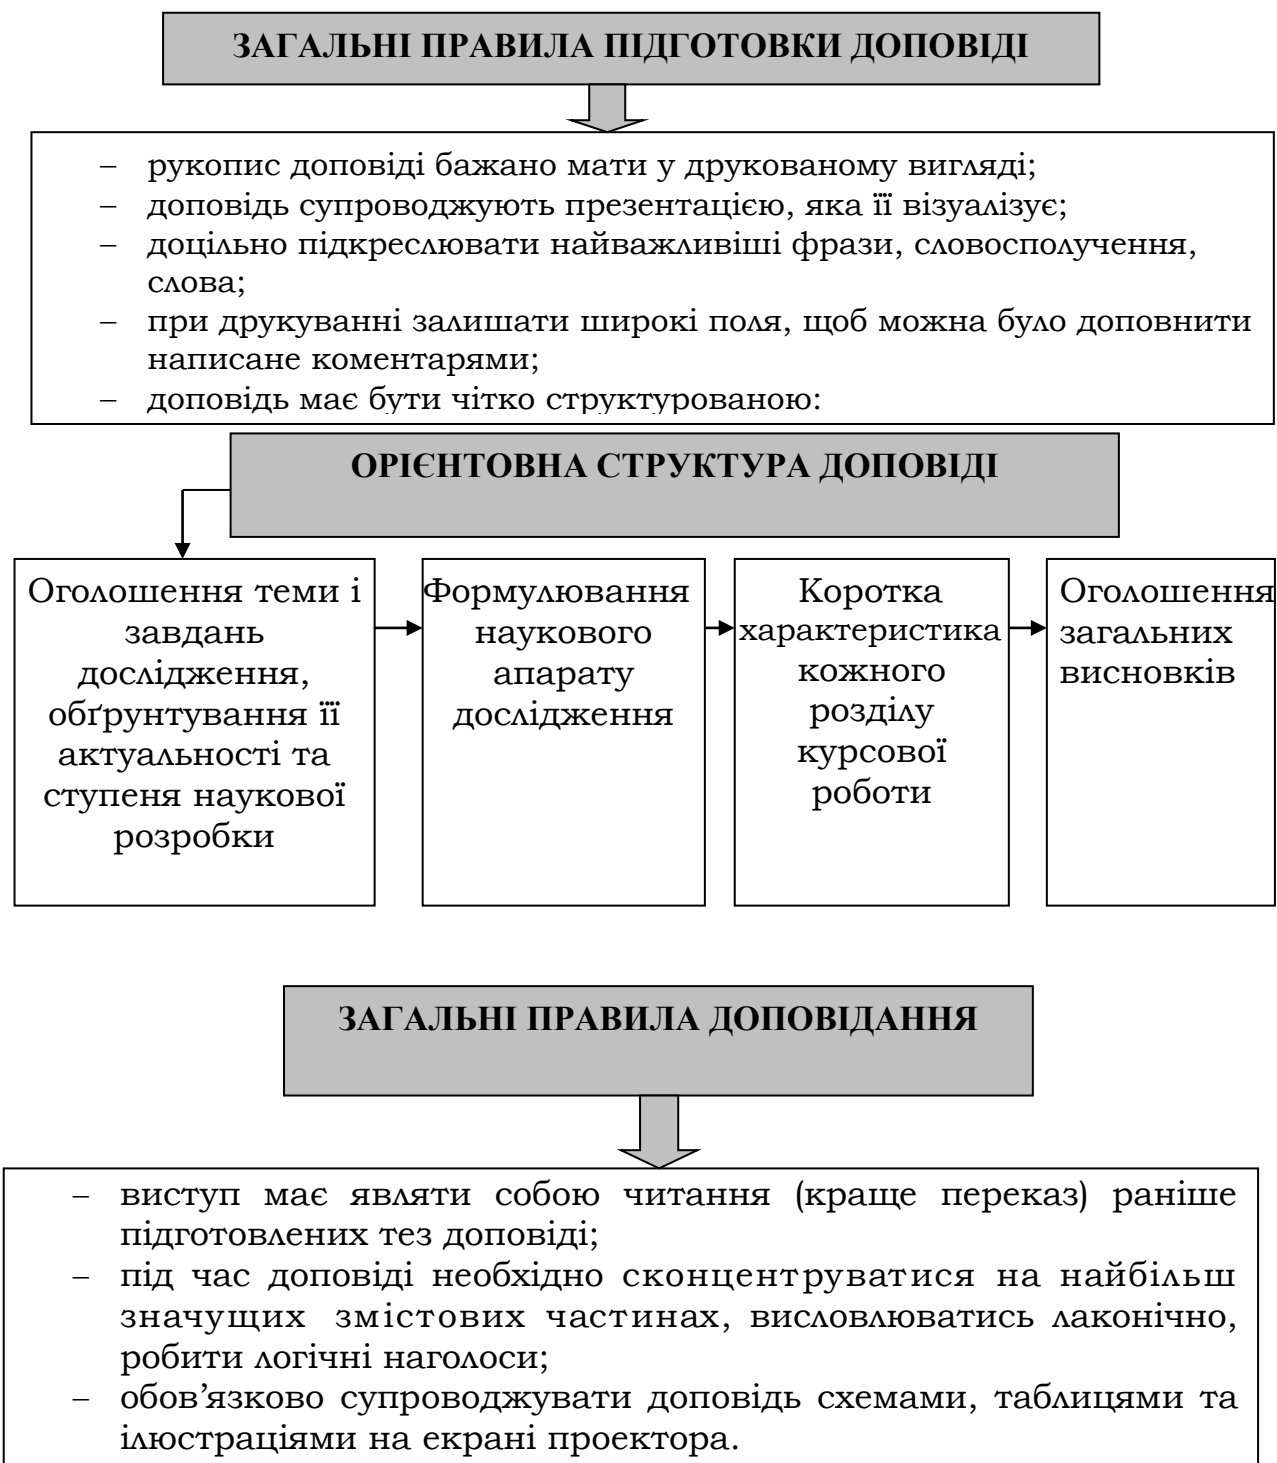 ЗАГАЛЬНІ ПРАВИЛА ПІДГОТОВКИ ДОПОВІДІ
– рукопис доповіді бажано мати у друкованому вигляді;
– доповідь супроводжують презентацією, яка її візуалізує;
– доцільно підкреслювати найважливіші фрази, словосполучення,
слова;
– при друкуванні залишати широкі поля, щоб можна було доповнити
написане коментарями;
– доповідь має бути чітко структурованою:
ОРІЄНТОВНА СТРУКТУРА ДОПОВІДІ
Оголошення теми і
завдань
дослідження,
обґрунтування її
актуальності та
ступеня наукової
розробки
Формулювання
наукового
апарату
дослідження
Коротка
характеристика
кожного
розділу
курсової
роботи
Оголошення
загальних
висновків
ЗАГАЛЬНІ ПРАВИЛА ДОПОВІДАННЯ
– виступ має являти собою читання (краще переказ) раніше
підготовлених тез доповіді;
– під час доповіді необхідно сконцентруватися на найбільш
значущих змістових частинах, висловлюватись лаконічно,
робити логічні наголоси;
– обов’язково супроводжувати доповідь схемами, таблицями та
ілюстраціями на екрані проектора.